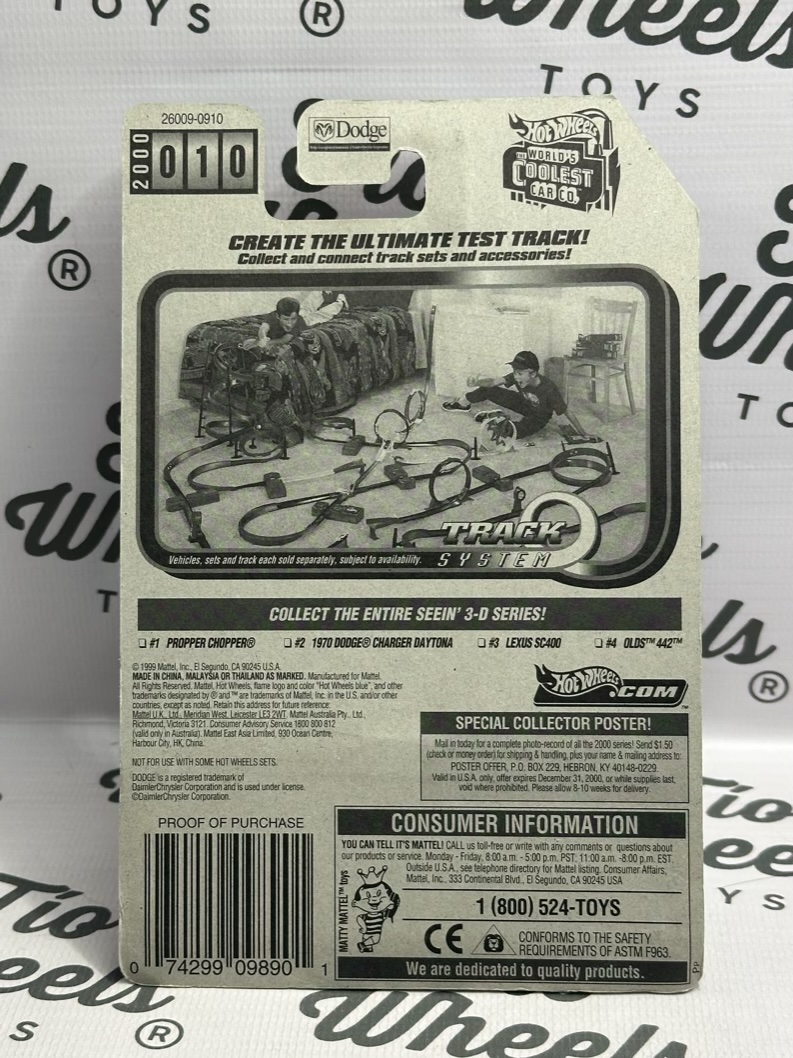 TOYS ®
Wheels
TOYS
26009-0910
2000
010
Dodge
Hot Wheels
THE WORLD'S
COOLEST
CAR CO.
CREATE THE ULTIMATE TEST TRACK!
Collect and connect track sets and accessories!
TRACK
SYSTEM
Vehicles, sets and track each sold separately, subject to availability.
COLLECT THE ENTIRE SEEIN' 3-D SERIES!
#1 PROPPER CHOPPER® #2 1970 DODGE® CHARGER DAYTONA #3 LEXUS SC400 #4 OLDS™ 442™
© 1999 Mattel, Inc., El Segundo, CA 90245 U.S.A.
MADE IN CHINA, MALAYSIA OR THAILAND AS MARKED. Manufactured for Mattel.
All Rights Reserved. Mattel, Hot Wheels, flame logo and color "Hot Wheels blue", and other
trademarks designated by ® and ™ are trademarks of Mattel, Inc. in the U.S. and/or other
countries, except as noted. Retain this address for future reference:
Mattel U.K., Ltd., Meridian West, Leicester LE3 2WT. Mattel Australia Pty., Ltd.,
Richmond, Victoria 3121. Consumer Advisory Service 1800 800 812
(valid only in Australia). Mattel East Asia Limited, 930 Ocean Centre,
Harbour City, HK, China.
NOT FOR USE WITH SOME HOT WHEELS SETS.
DODGE is a registered trademark of
DaimlerChrysler Corporation and is used under license.
©DaimlerChrysler Corporation.
Hot Wheels .COM™
SPECIAL COLLECTOR POSTER!
Mail in today for a complete photo-record of all the 2000 series! Send $1.50
(check or money order) for shipping & handling, plus your name & mailing address to:
POSTER OFFER, P.O. BOX 229, HEBRON, KY 40148-0229.
Valid in U.S.A. only, offer expires December 31, 2000, or while supplies last,
void where prohibited. Please allow 8-10 weeks for delivery.
PROOF OF PURCHASE
0 74299 09890 1
CONSUMER INFORMATION
YOU CAN TELL IT'S MATTEL! CALL us toll-free or write with any comments or questions about
our products or service. Monday - Friday, 8:00 a.m. - 5:00 p.m. PST; 11:00 a.m. -8:00 p.m. EST.
Outside U.S.A., see telephone directory for Mattel listing. Consumer Affairs,
Mattel, Inc., 333 Continental Blvd., El Segundo, CA 90245 USA
MATTY MATTEL™ toys
1 (800) 524-TOYS
CE
CONFORMS TO THE SAFETY
REQUIREMENTS OF ASTM F963.
We are dedicated to quality products.
PP
Tio
Wheels